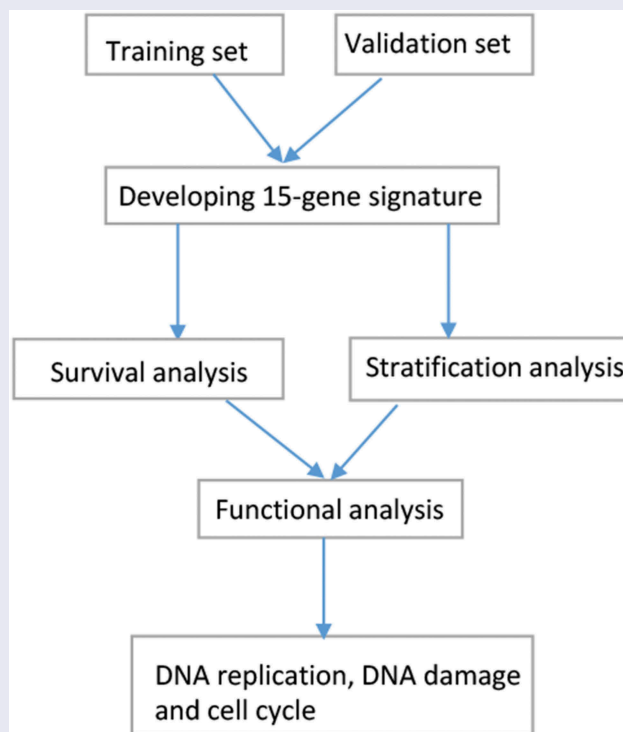 Training set
Validation set
Developing 15-gene signature
Survival analysis
Stratification analysis
Functional analysis
DNA replication, DNA damage
and cell cycle